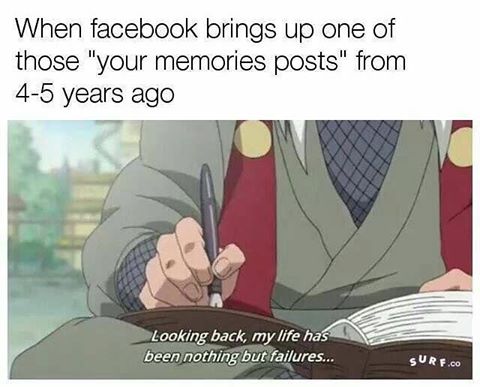 When facebook brings up one of
those "your memories posts" from
4-5 years ago
Looking back, my life has
been nothing but failures...
SURF.co